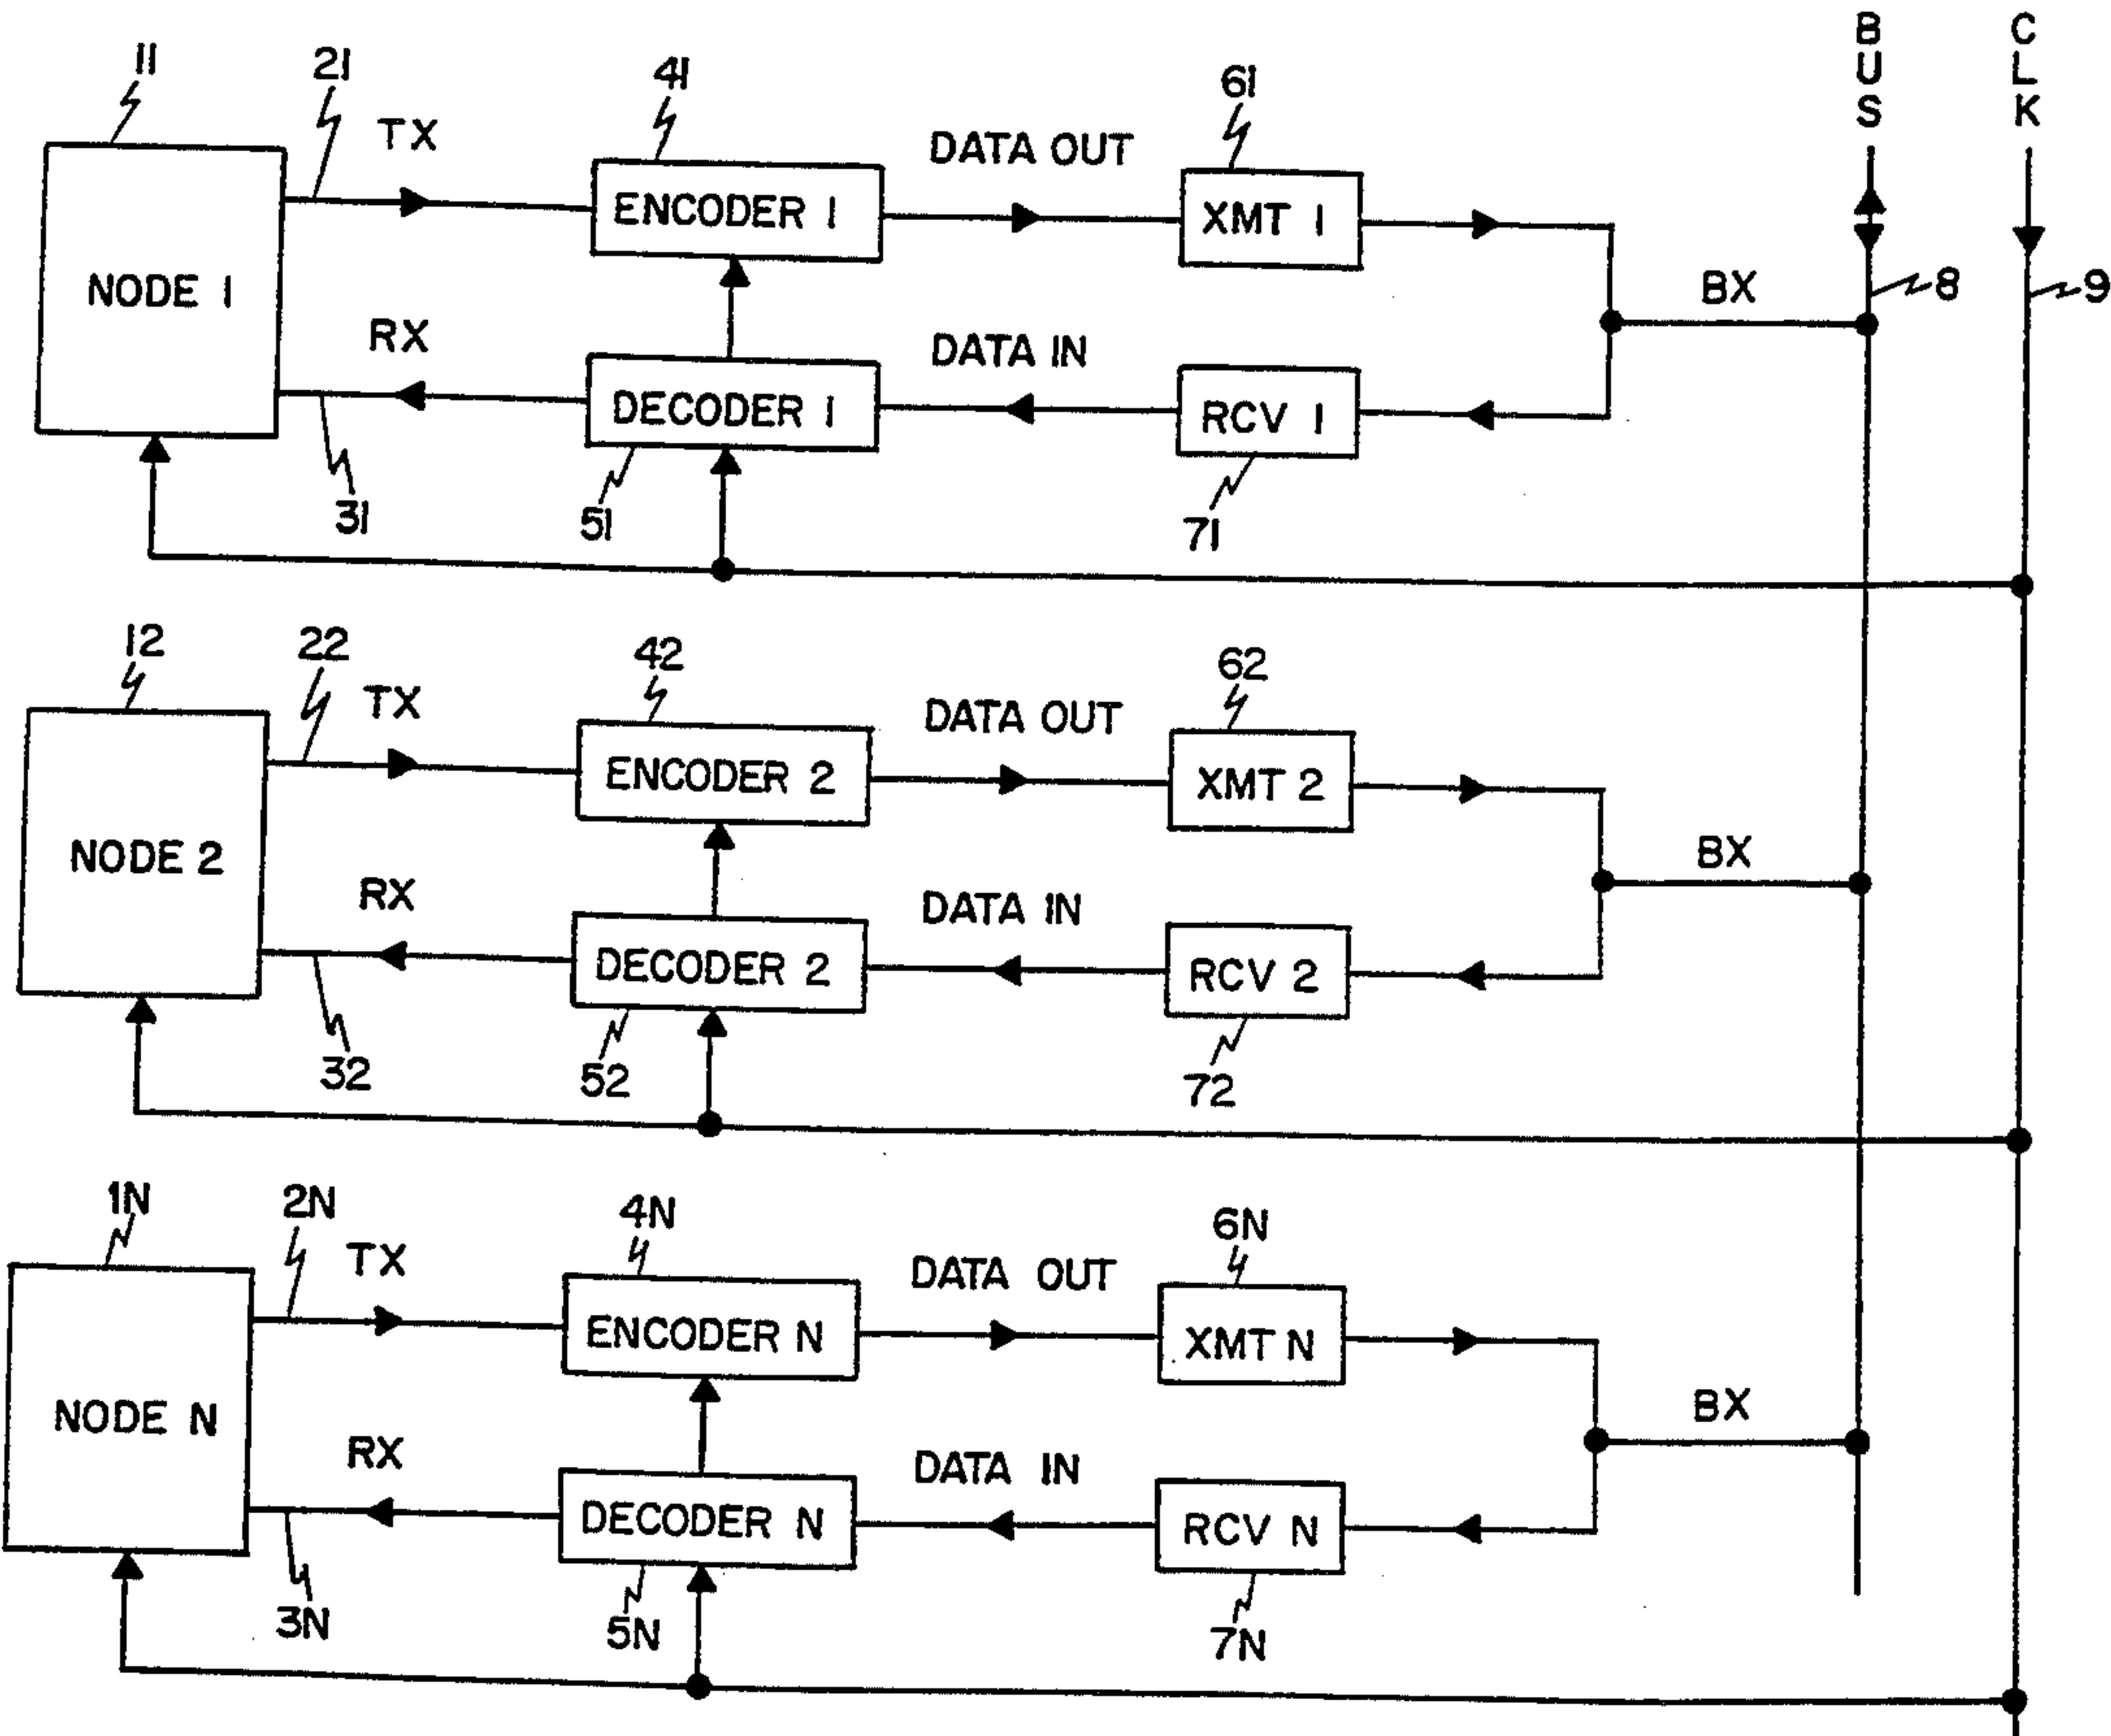 BUS
CLK
11
21
TX
41
DATA OUT
61
ENCODER 1
XMT 1
NODE 1
BX
8
9
RX
DATA IN
DECODER 1
RCV 1
31
51
71
12
22
TX
42
DATA OUT
62
ENCODER 2
XMT 2
NODE 2
BX
RX
DATA IN
DECODER 2
RCV 2
32
52
72
1N
2N
TX
4N
DATA OUT
6N
ENCODER N
XMT N
NODE N
BX
RX
DATA IN
DECODER N
RCV N
3N
5N
7N